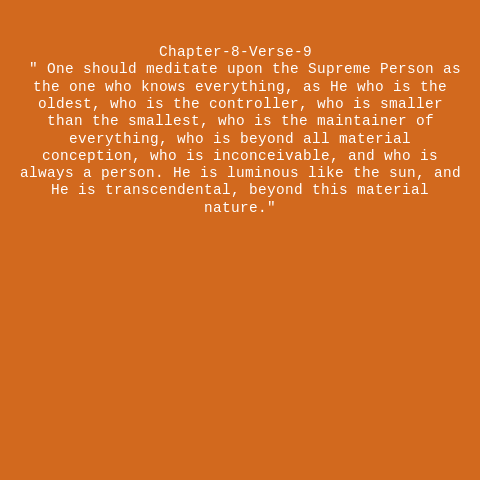 Chapter-8-Verse-9
" One should meditate upon the Supreme Person as
the one who knows everything, as He who is the
oldest, who is the controller, who is smaller
than the smallest, who is the maintainer of
everything, who is beyond all material
conception, who is inconceivable, and who is
always a person. He is luminous like the sun, and
He is transcendental, beyond this material
nature."